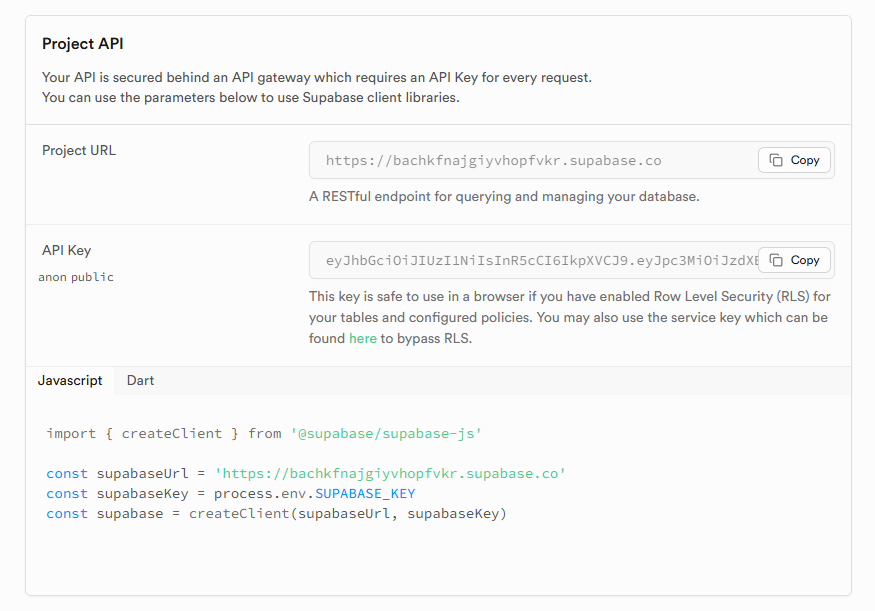 Project API
Your API is secured behind an API gateway which requires an API Key for every request.
You can use the parameters below to use Supabase client libraries.
Project URL
https://bachkfnajgiyvhopfvkr.supabase.co
Copy
A RESTful endpoint for querying and managing your database.
API Key
anon public
eyJhbGciOiJIUzI1NiIsInR5cCI6IkpXVCJ9.eyJpc3MiOiJzdXB
Copy
This key is safe to use in a browser if you have enabled Row Level Security (RLS) for
your tables and configured policies. You may also use the service key which can be
found here to bypass RLS.
Javascript
Dart
import { createClient } from '@supabase/supabase-js'
const supabaseUrl = 'https://bachkfnajgiyvhopfvkr.supabase.co'
const supabaseKey = process.env.SUPABASE_KEY
const supabase = createClient(supabaseUrl, supabaseKey)